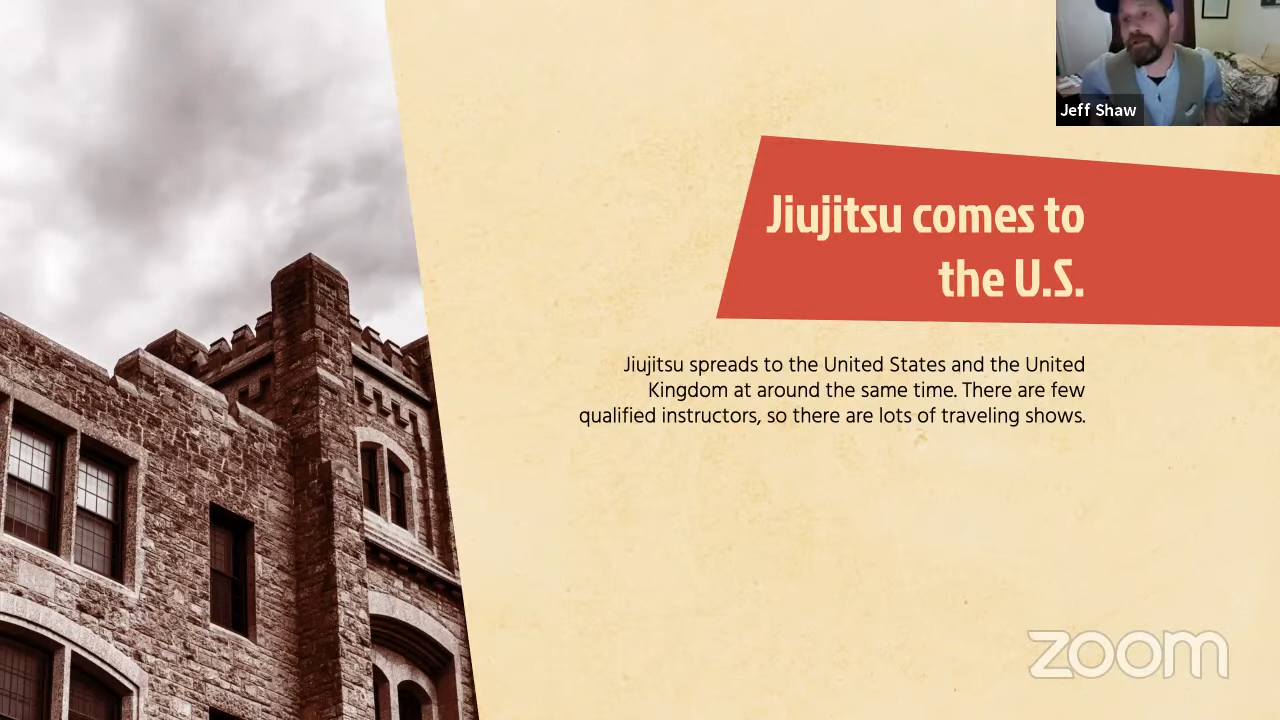 Jeff Shaw
Jiujitsu comes to
the U.S.
Jiujitsu spreads to the United States and the United
Kingdom at around the same time. There are few
qualified instructors, so there are lots of traveling shows.
zoom